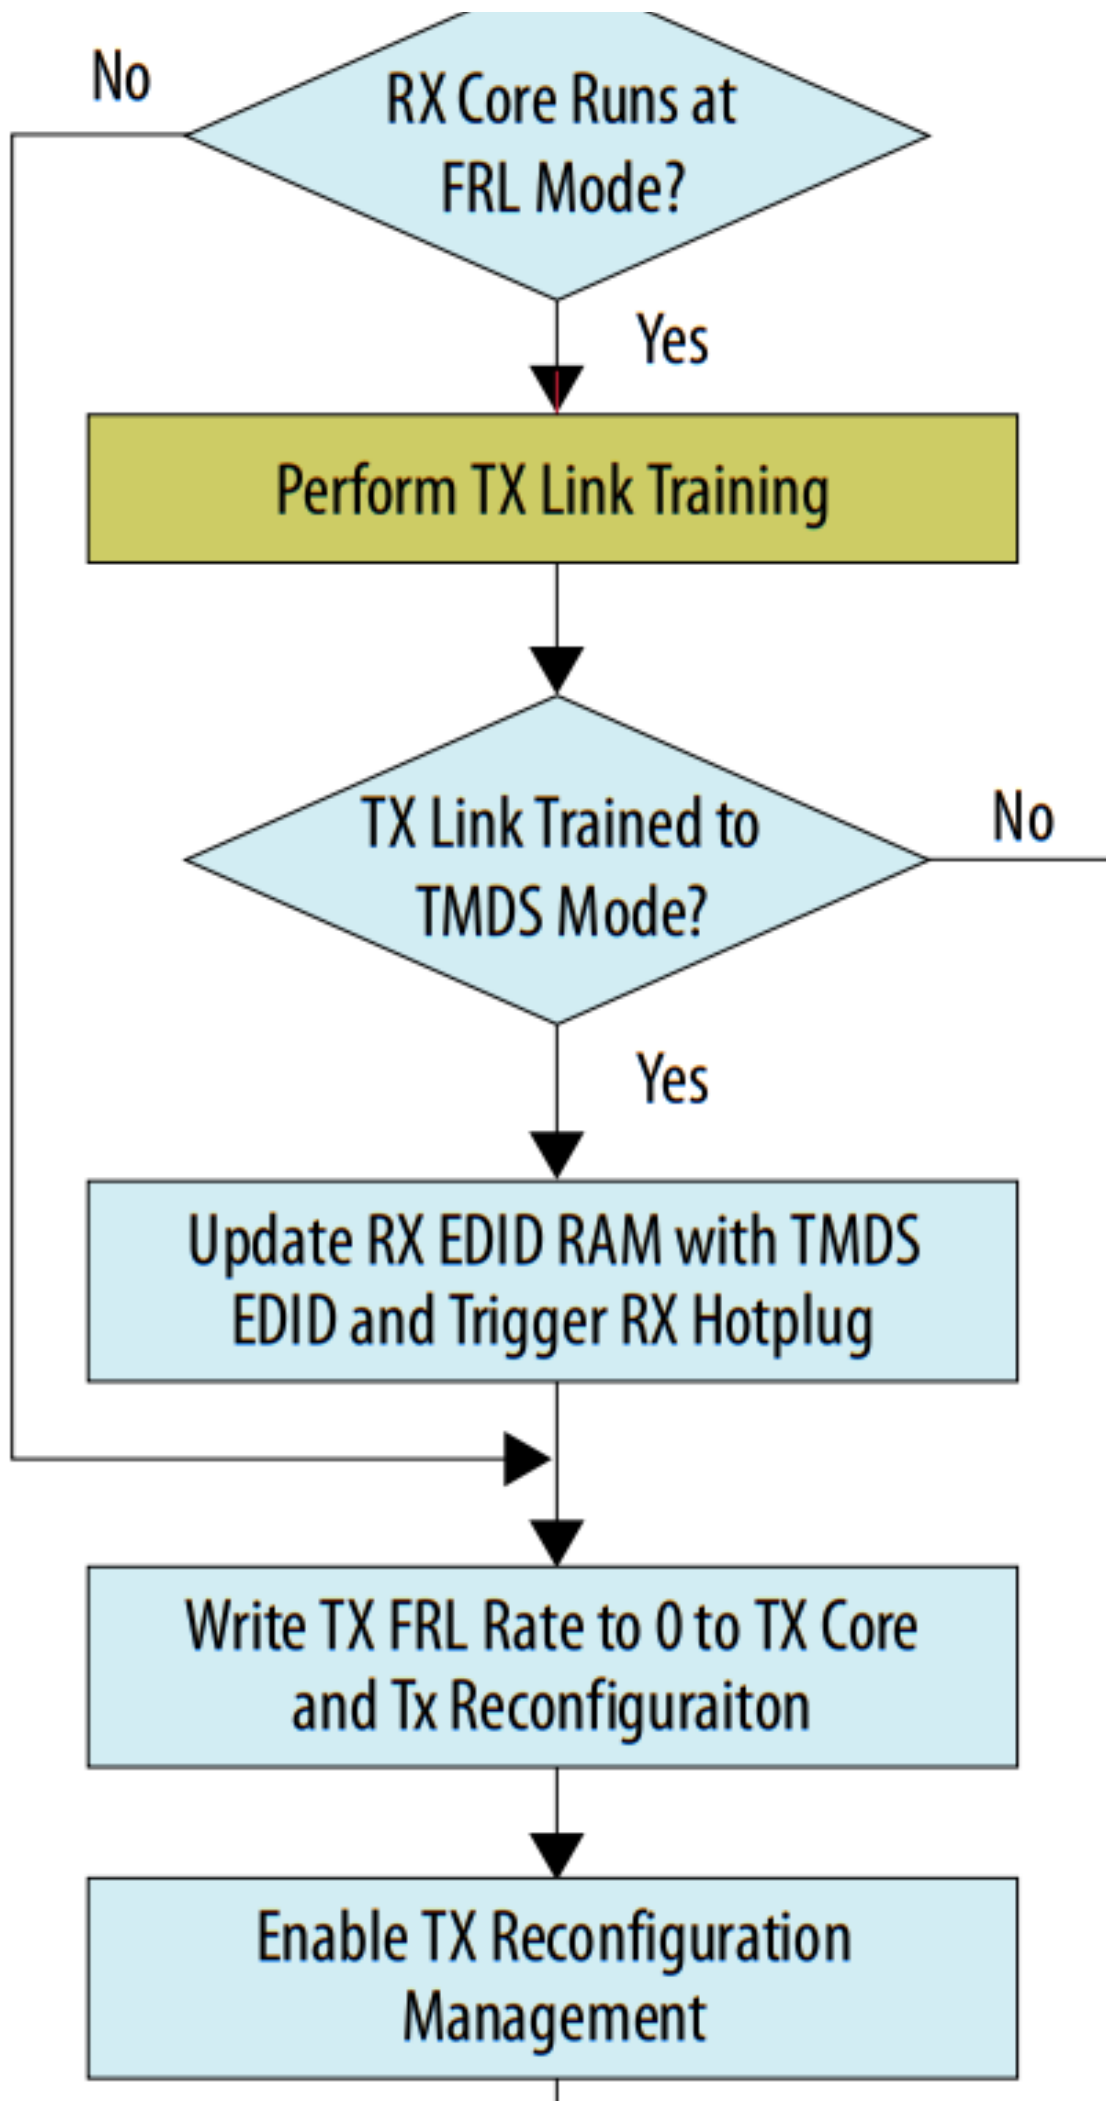 No
RX Core Runs at
FRL Mode?
Yes
Perform TX Link Training
TX Link Trained to
TMDS Mode?
No
Yes
Update RX EDID RAM with TMDS
EDID and Trigger RX Hotplug
Write TX FRL Rate to 0 to TX Core
and Tx Reconfiguraiton
Enable TX Reconfiguration
Management